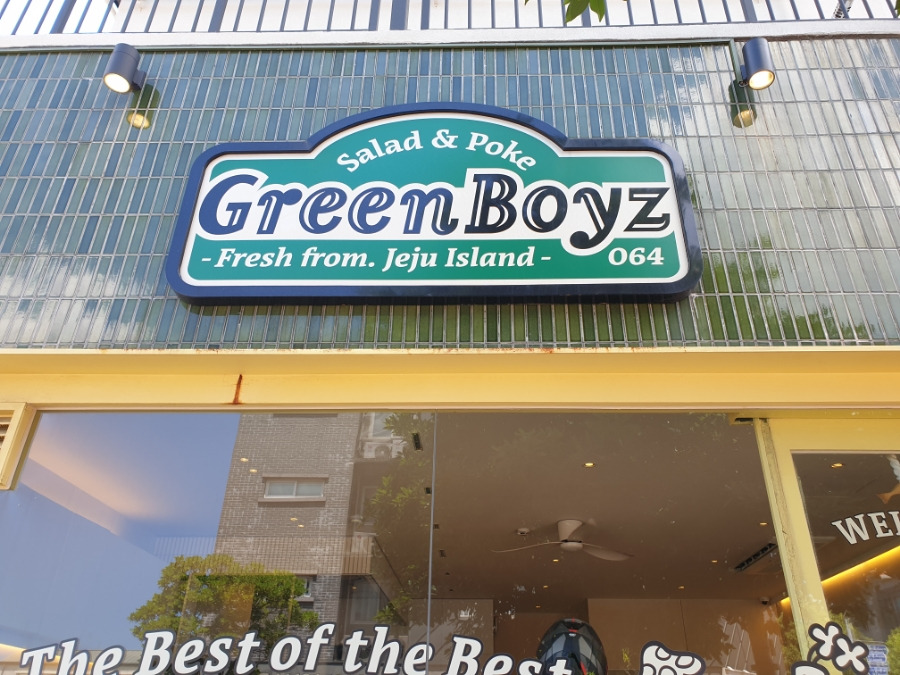 Salad & Poke
GreenBoyz
- Fresh from. Jeju Island -
064
The Best of the Best